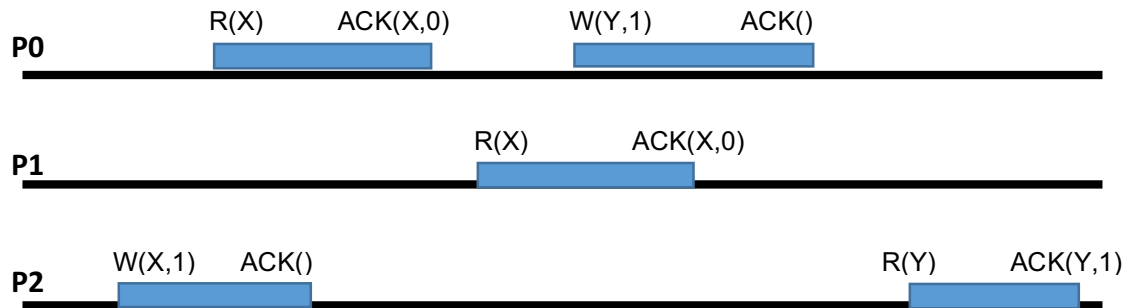 R(X) ACK(X,0) W(Y,1) ACK()
P0
R(X) ACK(X,0)
P1
W(X,1) ACK() R(Y) ACK(Y,1)
P2